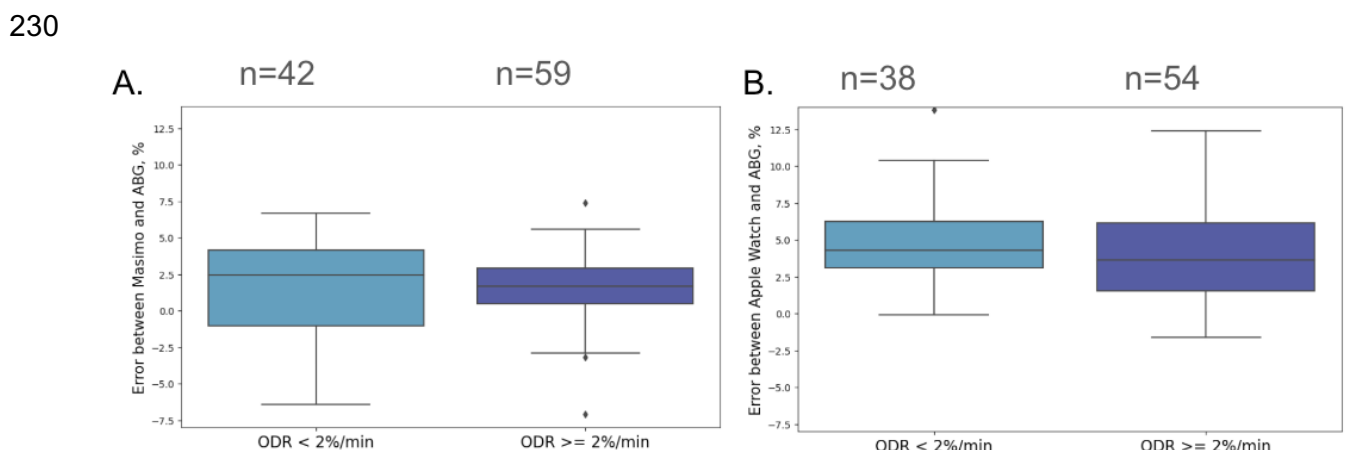 230
A.
n=42
n=59
Error between Masimo and ABG, %
12.5
10.0
7.5
5.0
2.5
0.0
−2.5
−5.0
−7.5
ODR < 2%/min
ODR >= 2%/min
B.
n=38
n=54
Error between Apple Watch and ABG, %
12.5
10.0
7.5
5.0
2.5
0.0
−2.5
−5.0
−7.5
ODR < 2%/min
ODR >= 2%/min